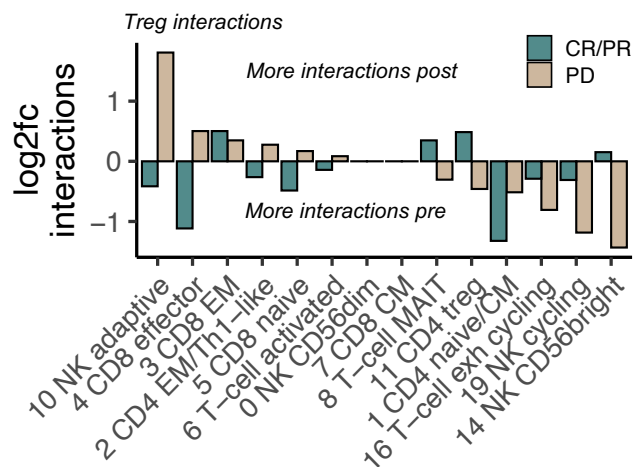 Treg interactions
CR/PR
PD
More interactions post
More interactions pre
log2fc
interactions
1
0
−1
10 NK adaptive
4 CD8 effector
3 CD8 EM
2 CD4 EM/Th1−like
5 CD8 naive
6 T−cell activated
0 NK CD56dim
7 CD8 CM
8 T−cell MAIT
11 CD4 treg
1 CD4 naive/CM
16 T−cell exh cycling
19 NK cycling
14 NK CD56bright